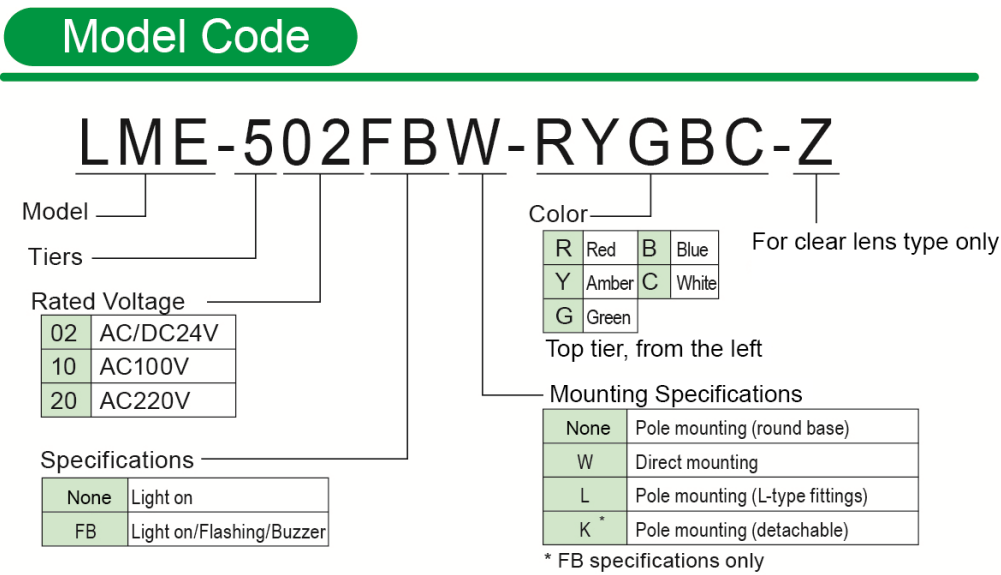 Model Code
LME-502FBW-RYGBC-Z
Model
Tiers
Rated Voltage
02 AC/DC24V
10 AC100V
20 AC220V
Specifications
None Light on
FB Light on/Flashing/Buzzer
Color
R Red B Blue
Y Amber C White
G Green
Top tier, from the left
For clear lens type only
Mounting Specifications
None Pole mounting (round base)
W Direct mounting
L Pole mounting (L-type fittings)
K * Pole mounting (detachable)
* FB specifications only